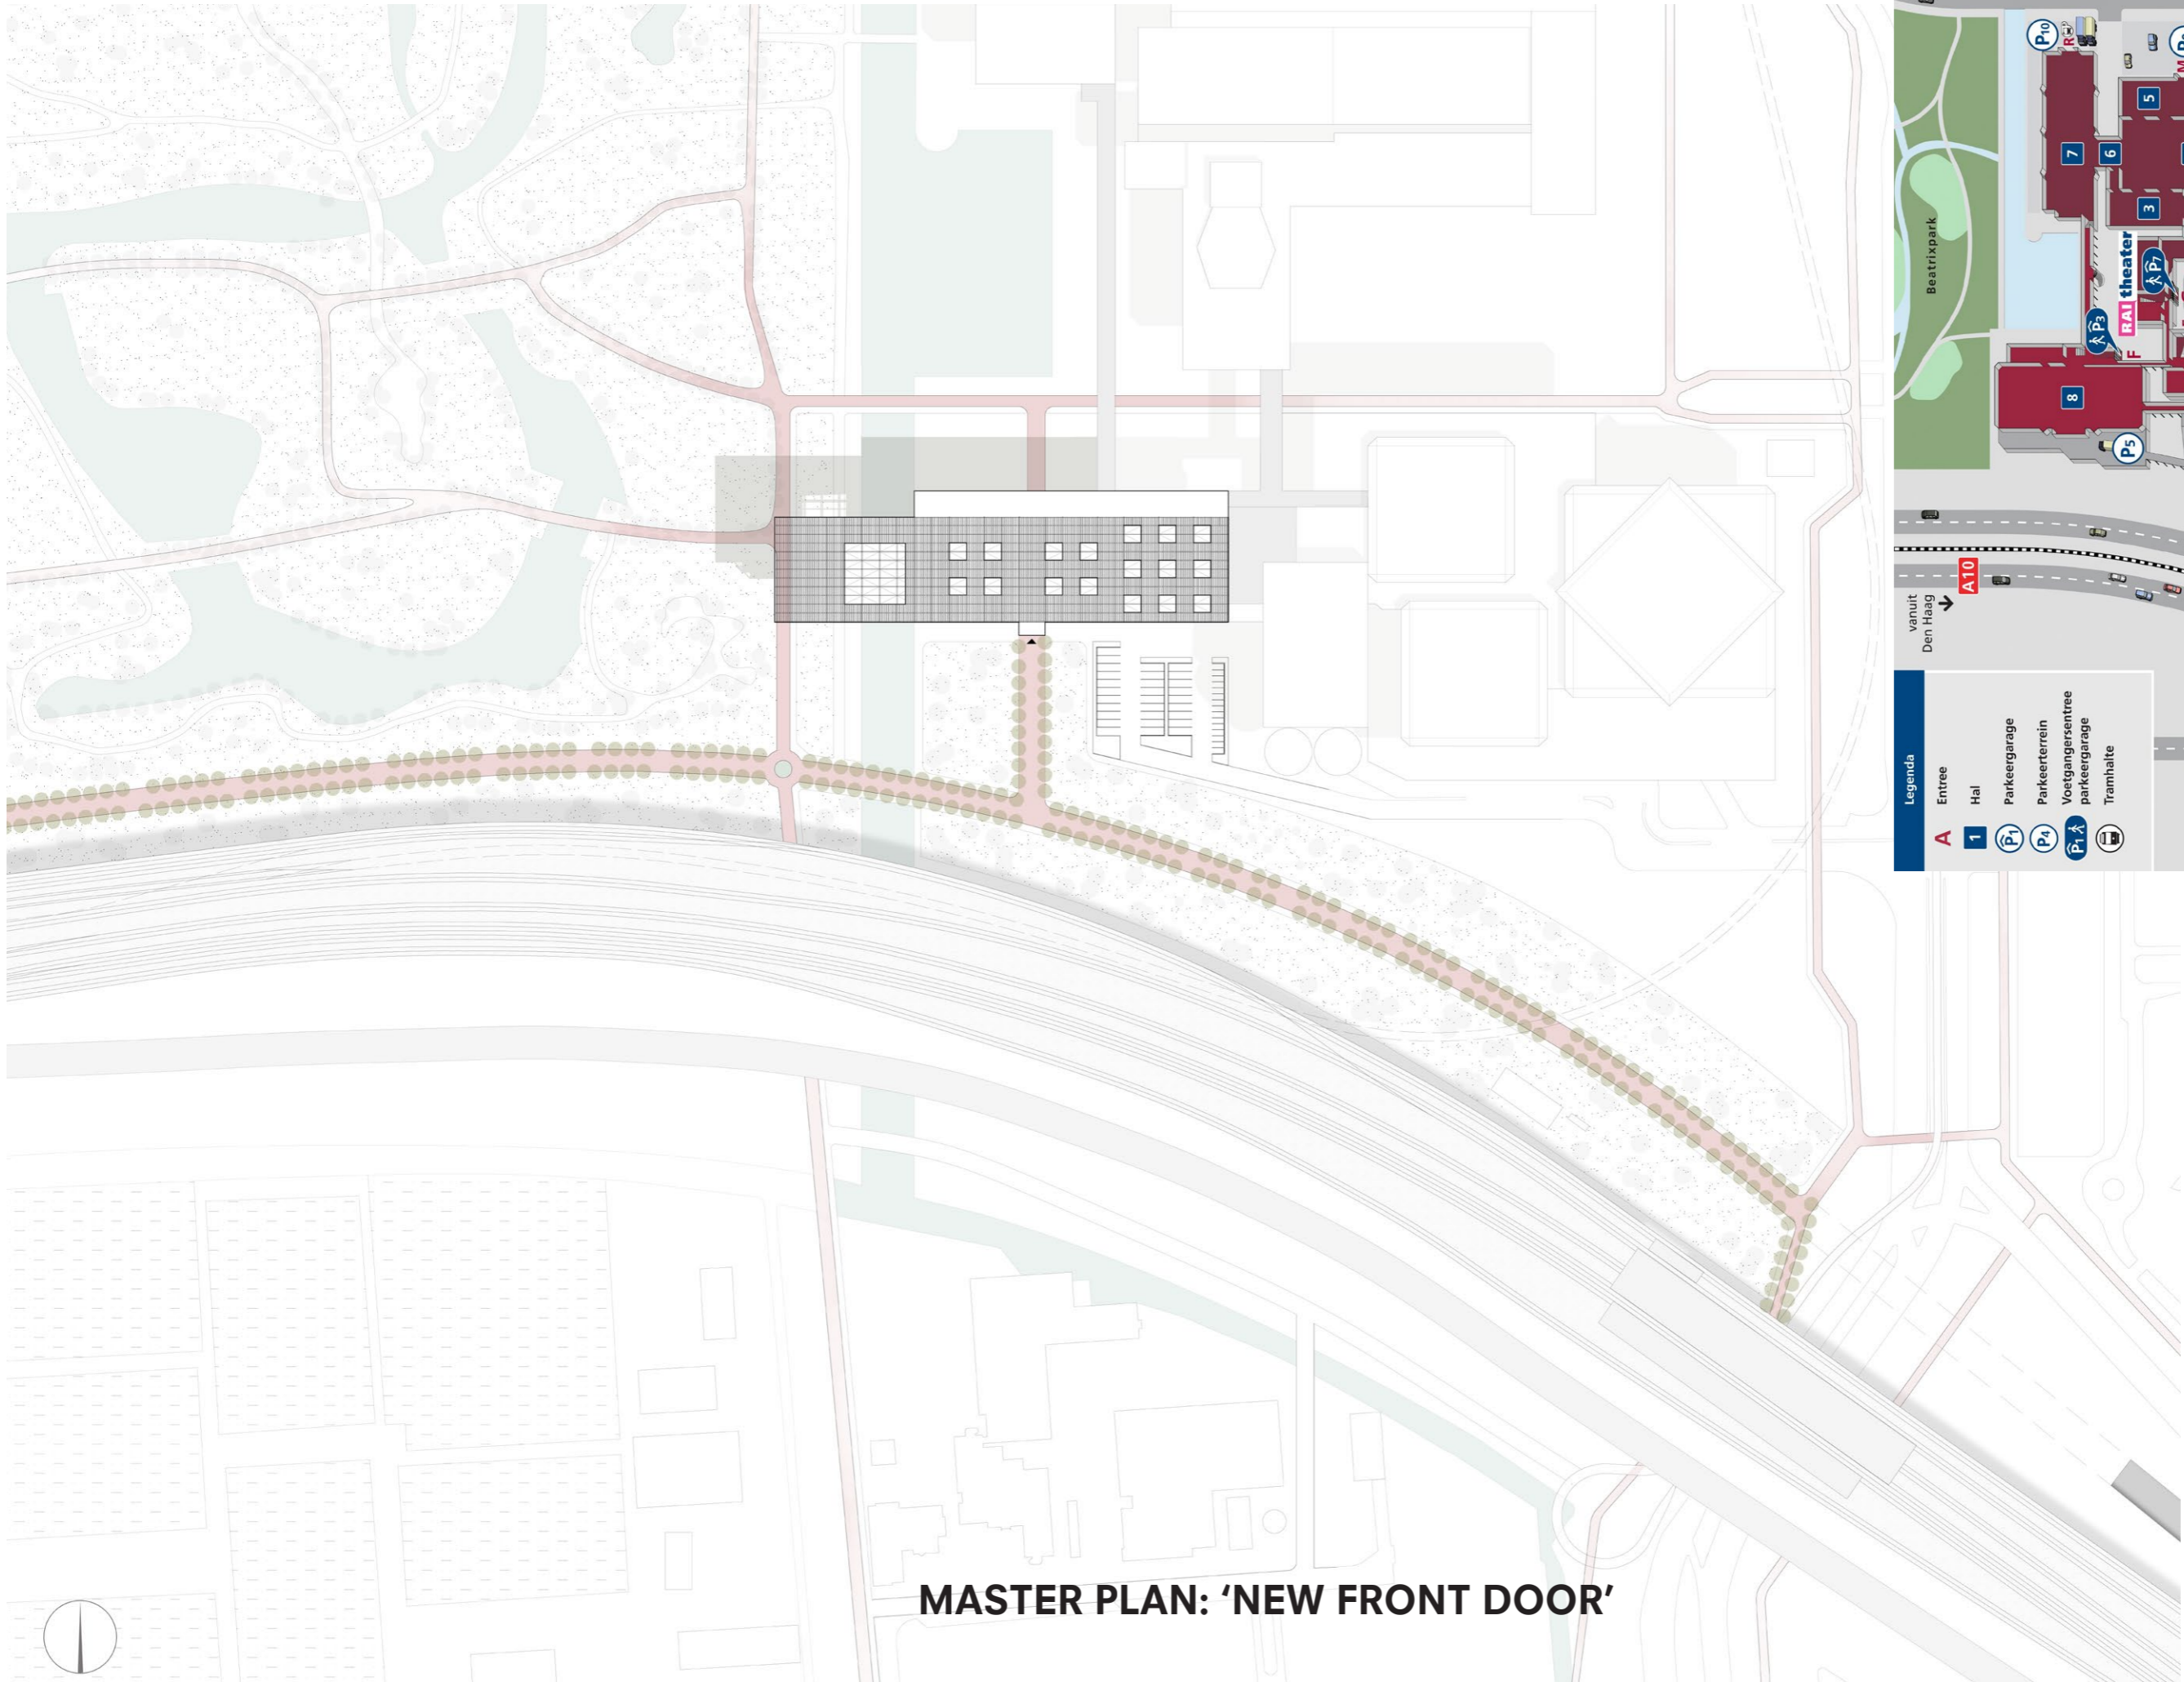 MASTER PLAN: ‘NEW FRONT DOOR’
P10
R
5
7
6
3
Beatrixpark
RAI theater
P7
P3
F
8
P5
A10
vanuit
Den Haag
Legenda
A Entree
1 Hal
P1 Parkeergarage
P4 Parkeerterrein
P1 Voetgangersentree
parkeergarage
Tramhalte